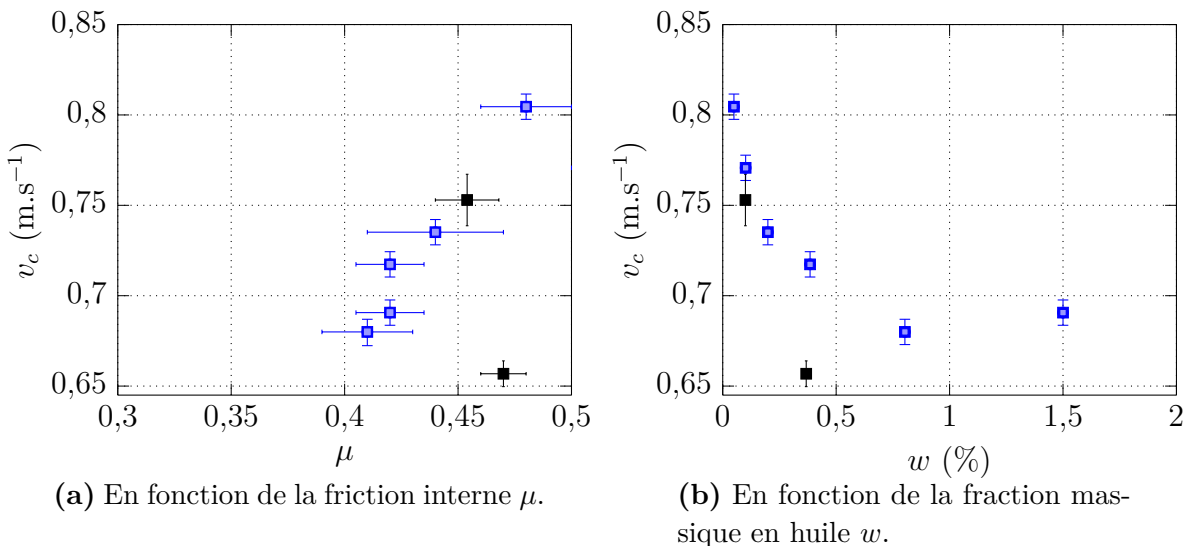 0,85
0,8
0,75
0,7
0,65
v_c (m.s⁻¹)
0,3 0,35 0,4 0,45 0,5
μ
(a) En fonction de la friction interne μ.
0,85
0,8
0,75
0,7
0,65
v_c (m.s⁻¹)
0 0,5 1 1,5 2
w (%)
(b) En fonction de la fraction mas-
sique en huile w.